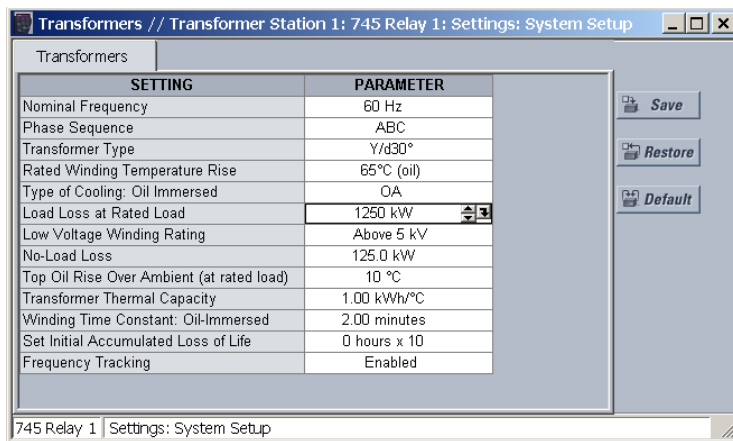 Transformers // Transformer Station 1: 745 Relay 1: Settings: System Setup
Transformers
SETTING PARAMETER
Nominal Frequency 60 Hz
Phase Sequence ABC
Transformer Type Y/d30°
Rated Winding Temperature Rise 65°C (oil)
Type of Cooling: Oil Immersed OA
Load Loss at Rated Load 1250 kW
Low Voltage Winding Rating Above 5 kV
No-Load Loss 125.0 kW
Top Oil Rise Over Ambient (at rated load) 10 °C
Transformer Thermal Capacity 1.00 kWh/°C
Winding Time Constant: Oil-Immersed 2.00 minutes
Set Initial Accumulated Loss of Life 0 hours x 10
Frequency Tracking Enabled
Save
Restore
Default
745 Relay 1 Settings: System Setup